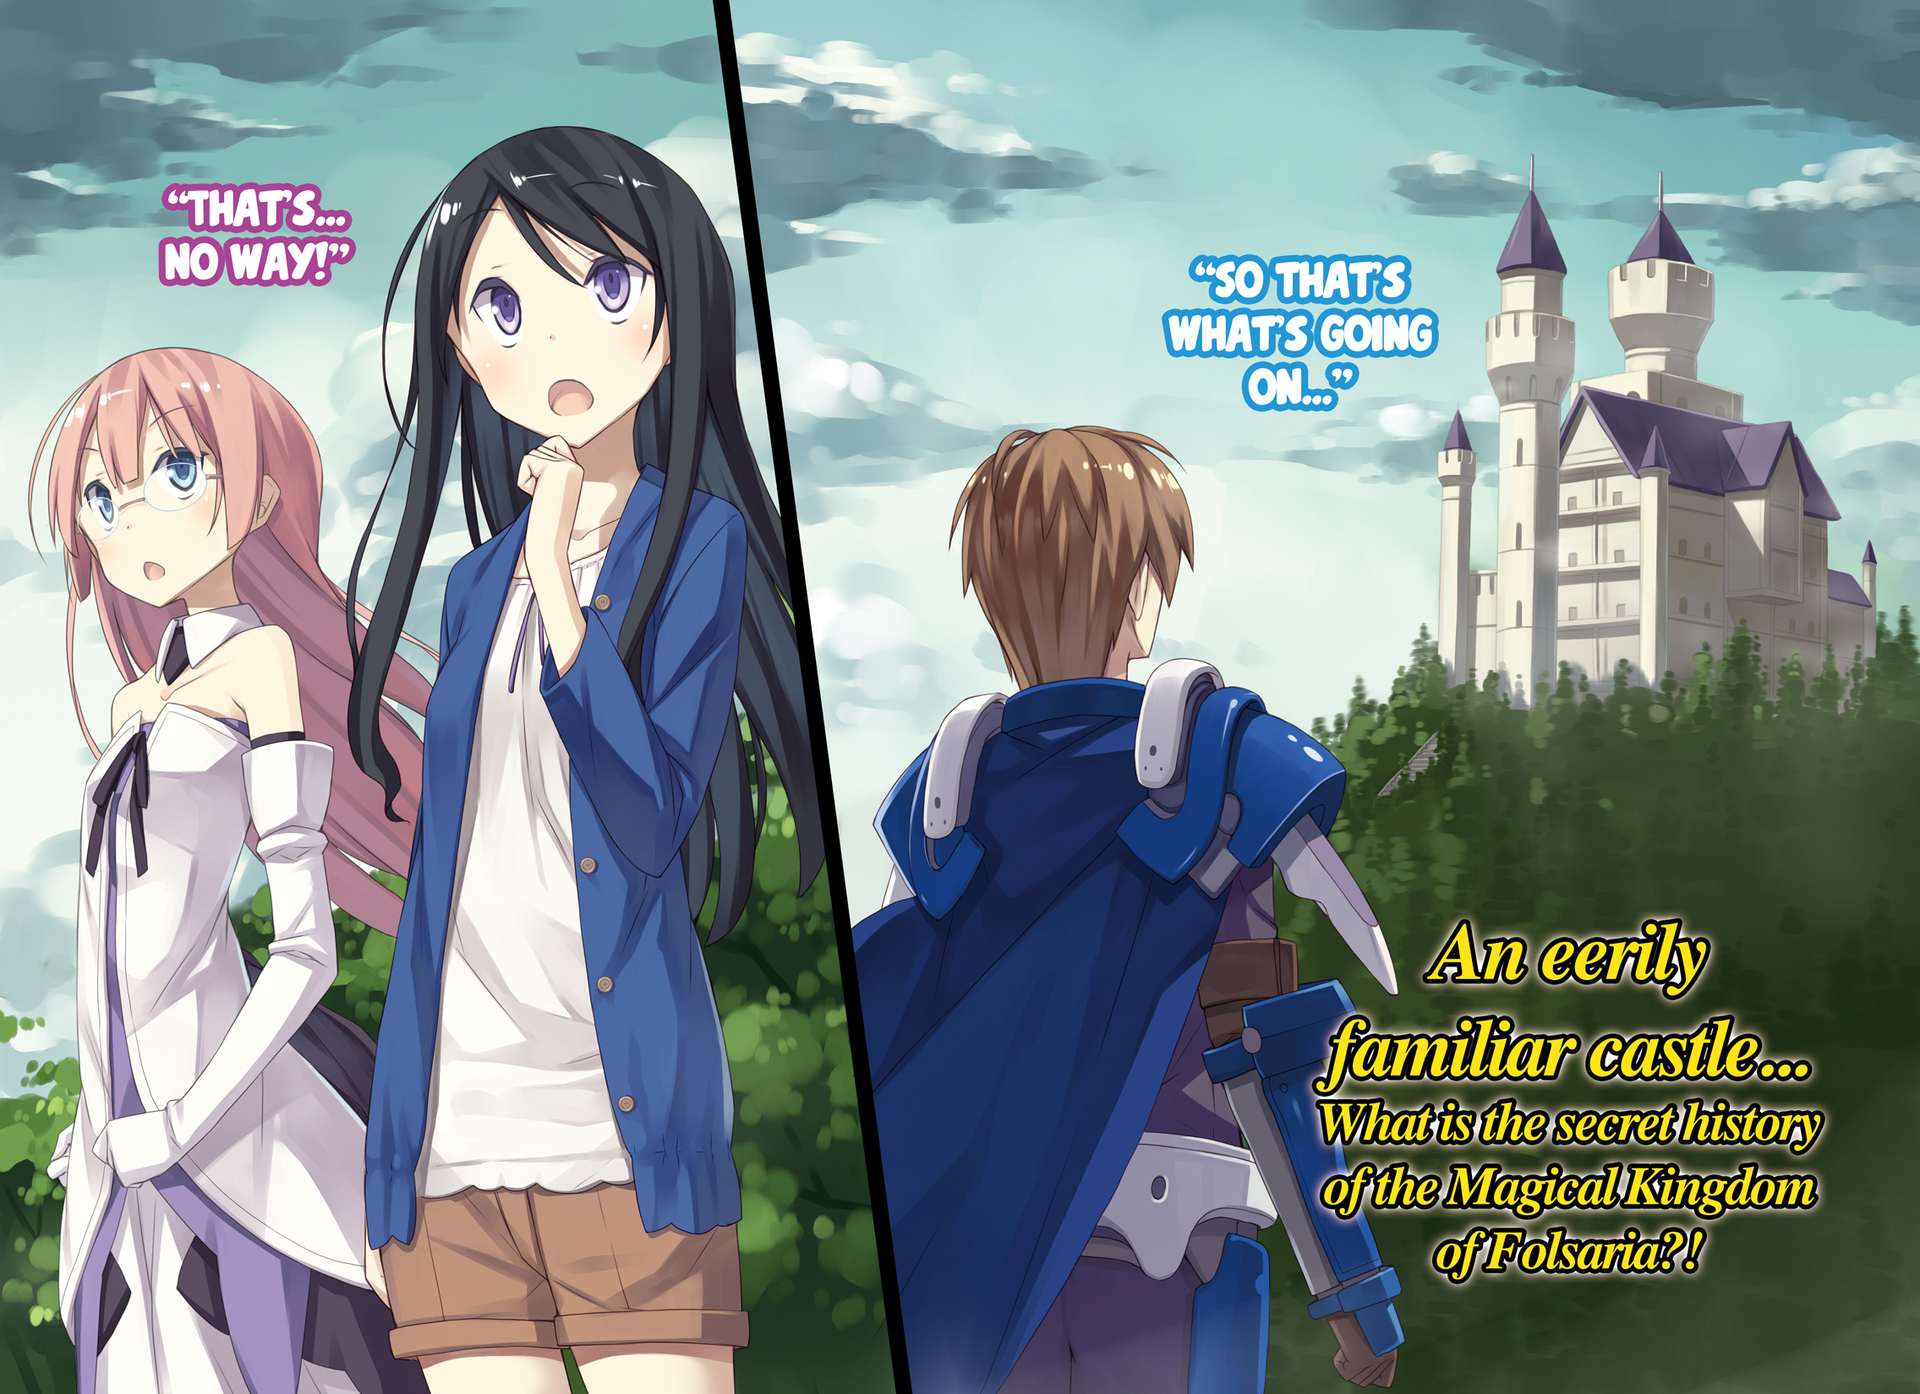 “THAT’S...
NO WAY!”
“SO THAT’S
WHAT’S GOING
ON...”
An eerily
familiar castle...
What is the secret history
of the Magical Kingdom
of Folsaria?!